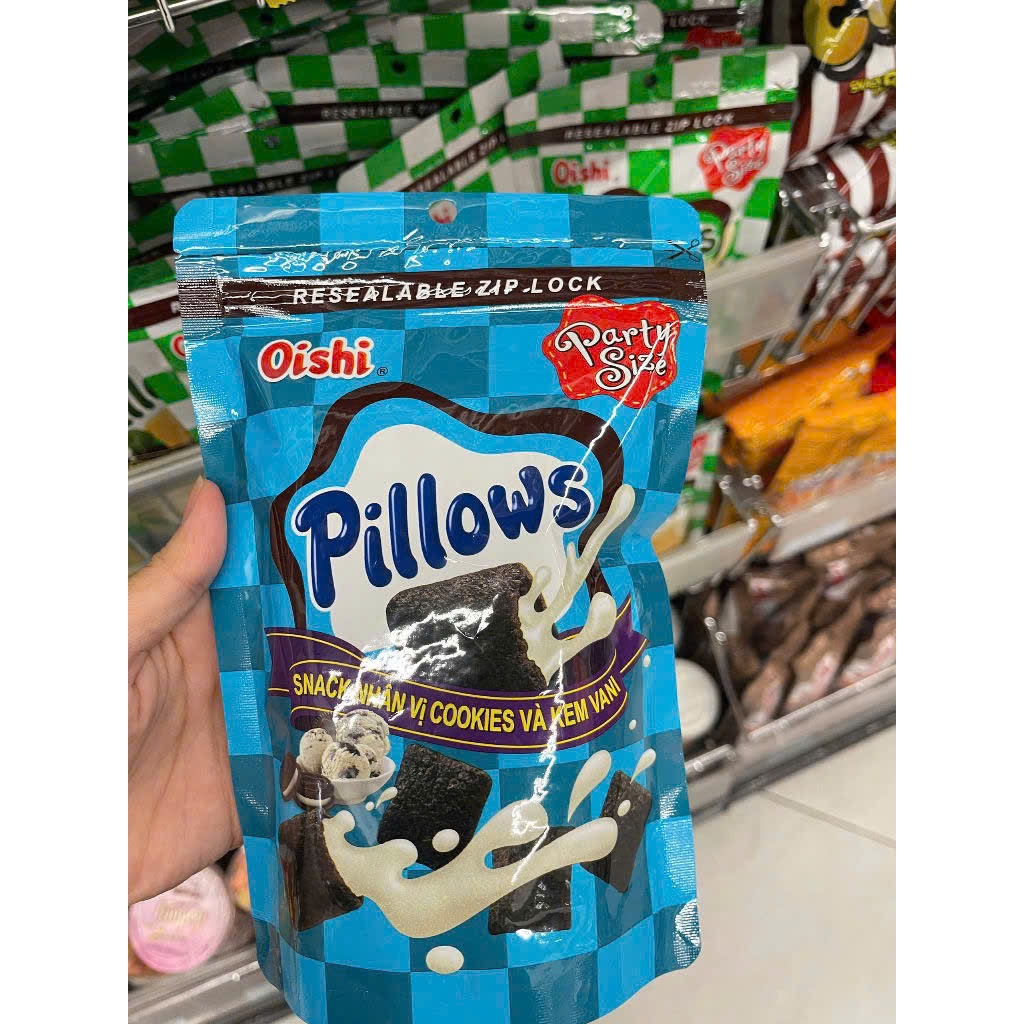 RESEALABLE ZIP LOCK
Oishi
Party
Size
RESEALABLE ZIP LOCK
Oishi®
Party
Size
Pillows
SNACK NHÂN VỊ COOKIES VÀ KEM VANI